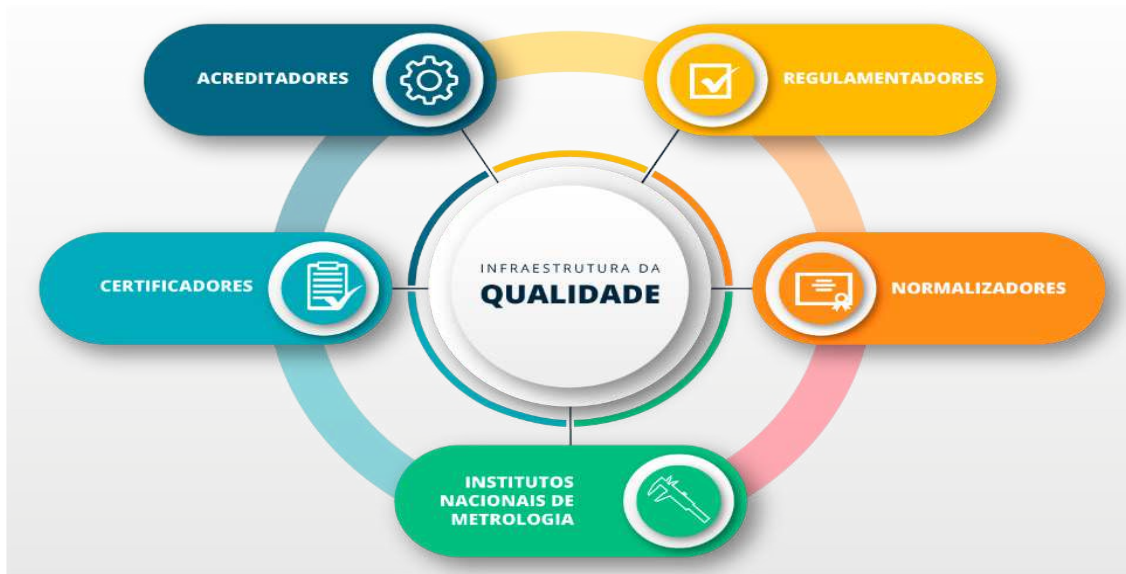 ACREDITADORES
REGULAMENTADORES
CERTIFICADORES
INFRAESTRUTURA DA
QUALIDADE
NORMALIZADORES
INSTITUTOS
NACIONAIS DE
METROLOGIA